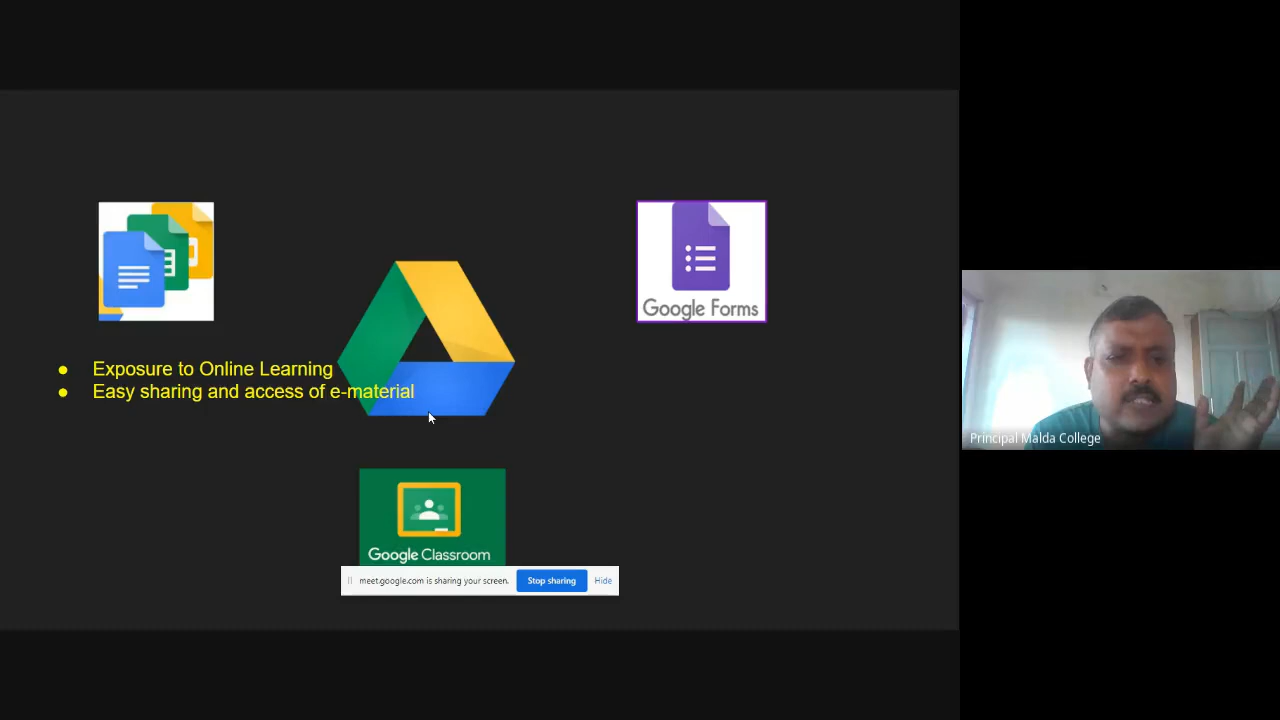 Google Forms
Exposure to Online Learning
Easy sharing and access of e-material
Principal Malda College
Google Classroom
meet.google.com is sharing your screen.
Stop sharing
Hide